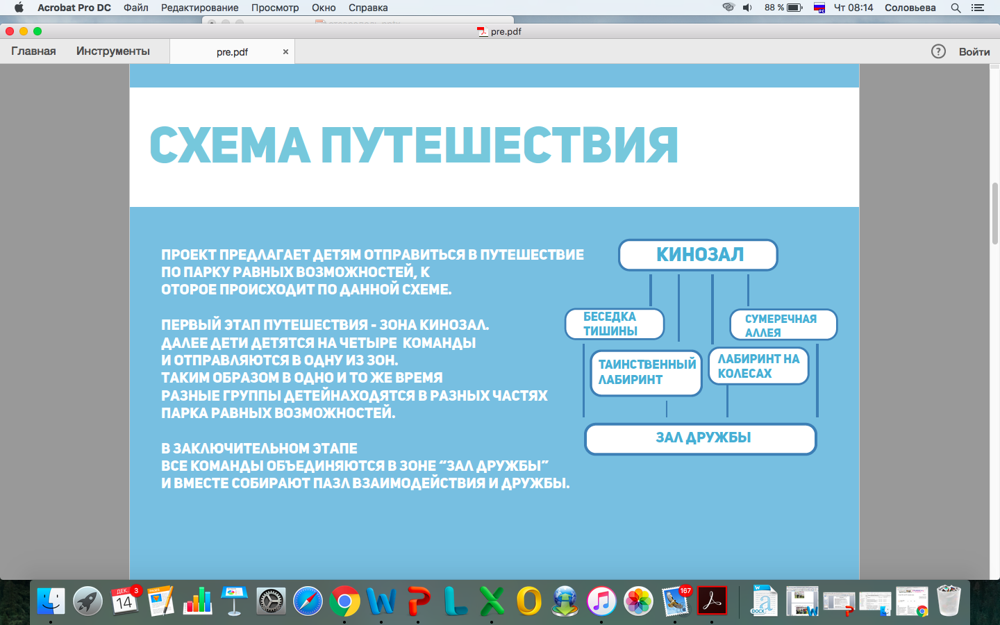 Acrobat Pro DC Файл Редактирование Просмотр Окно Справка 88 % РС Чт 08:14 Соловьева
pre.pdf
Главная Инструменты pre.pdf × ? Войти
СХЕМА ПУТЕШЕСТВИЯ
ПРОЕКТ ПРЕДЛАГАЕТ ДЕТЯМ ОТПРАВИТЬСЯ В ПУТЕШЕСТВИЕ
ПО ПАРКУ РАВНЫХ ВОЗМОЖНОСТЕЙ, К
ОТОРОЕ ПРОИСХОДИТ ПО ДАННОЙ СХЕМЕ.
ПЕРВЫЙ ЭТАП ПУТЕШЕСТВИЯ - ЗОНА КИНОЗАЛ.
ДАЛЕЕ ДЕТИ ДЕТЯТСЯ НА ЧЕТЫРЕ КОМАНДЫ
И ОТПРАВЛЯЮТСЯ В ОДНУ ИЗ ЗОН.
ТАКИМ ОБРАЗОМ В ОДНО И ТО ЖЕ ВРЕМЯ
РАЗНЫЕ ГРУППЫ ДЕТЕЙНАХОДЯТСЯ В РАЗНЫХ ЧАСТЯХ
ПАРКА РАВНЫХ ВОЗМОЖНОСТЕЙ.
В ЗАКЛЮЧИТЕЛЬНОМ ЭТАПЕ
ВСЕ КОМАНДЫ ОБЪЕДИНЯЮТСЯ В ЗОНЕ “ЗАЛ ДРУЖБЫ”
И ВМЕСТЕ СОБИРАЮТ ПАЗЛ ВЗАИМОДЕЙСТВИЯ И ДРУЖБЫ.
КИНОЗАЛ
БЕСЕДКА
ТИШИНЫ
СУМЕРЕЧНАЯ
АЛЛЕЯ
ТАИНСТВЕННЫЙ
ЛАБИРИНТ
ЛАБИРИНТ НА
КОЛЕСАХ
ЗАЛ ДРУЖБЫ
ДЕК.
14
3
PAGES
167
DOCX